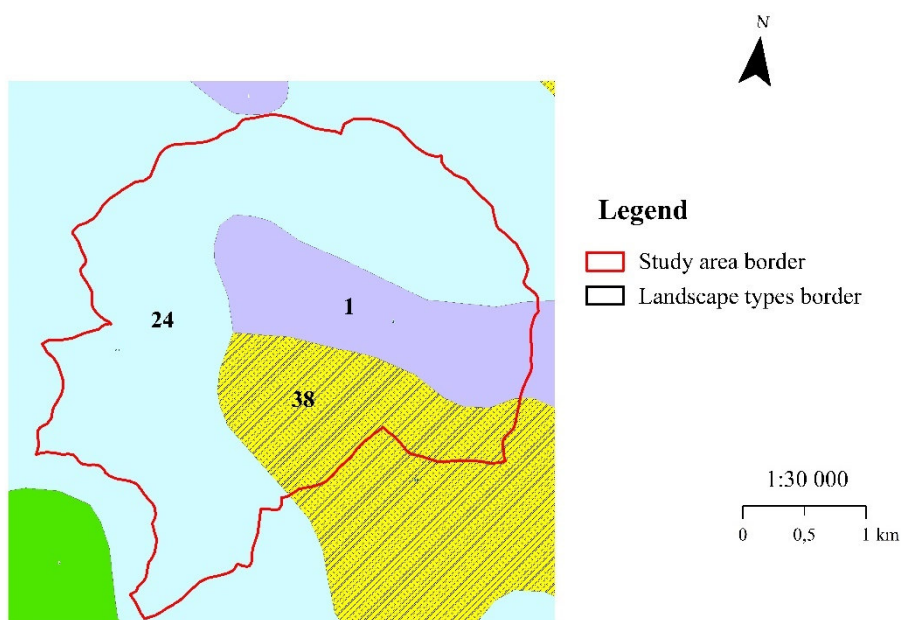 N
Legend
Study area border
Landscape types border
24
1
38
1:30 000
0 0,5 1 km